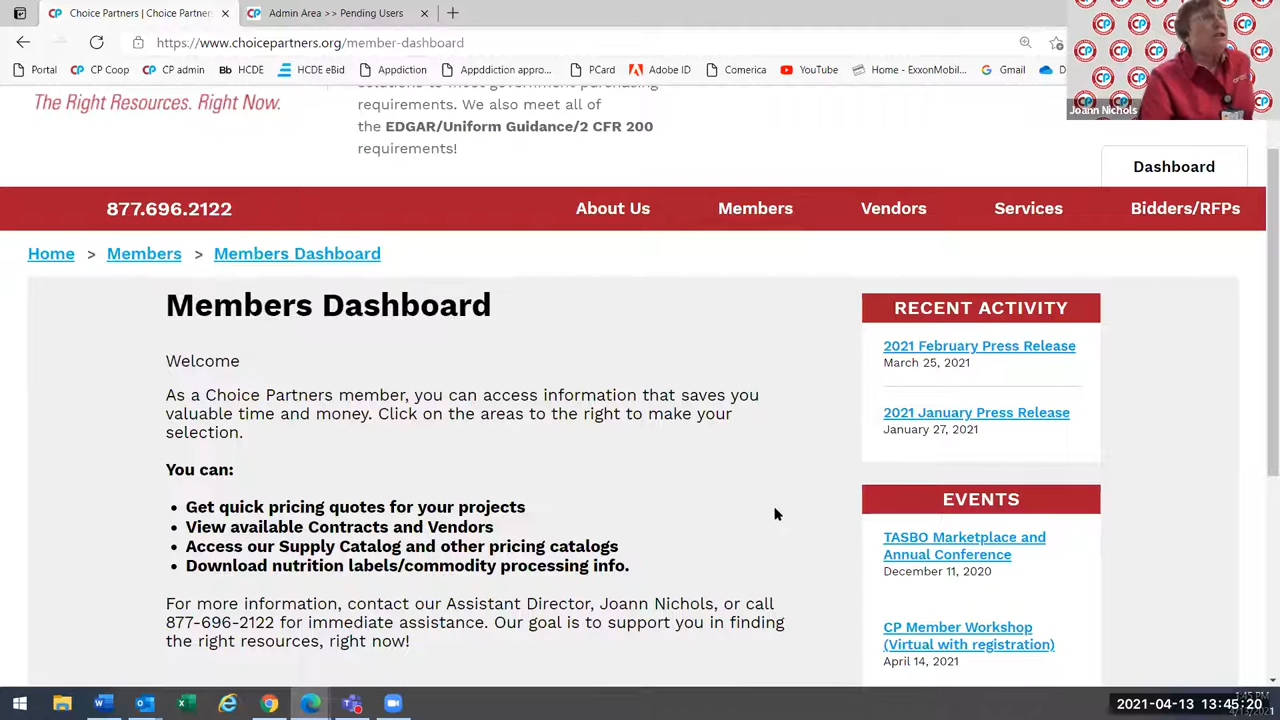 Choice Partners | Choice Partner
Admin Area >> Pending Users
https://www.choicepartners.org/member-dashboard
Portal
CP Coop
CP admin
Bb HCDE
HCDE eBid
Appdiction
Appddiction appro...
PCard
Adobe ID
Comerica
YouTube
Home - ExxonMobil...
Gmail
Joann Nichols
The Right Resources. Right Now.
requirements. We also meet all of
the EDGAR/Uniform Guidance/2 CFR 200
requirements!
Dashboard
877.696.2122
About Us
Members
Vendors
Services
Bidders/RFPs
Home > Members > Members Dashboard
Members Dashboard
Welcome
As a Choice Partners member, you can access information that saves you
valuable time and money. Click on the areas to the right to make your
selection.
You can:
• Get quick pricing quotes for your projects
• View available Contracts and Vendors
• Access our Supply Catalog and other pricing catalogs
• Download nutrition labels/commodity processing info.
For more information, contact our Assistant Director, Joann Nichols, or call
877-696-2122 for immediate assistance. Our goal is to support you in finding
the right resources, right now!
RECENT ACTIVITY
2021 February Press Release
March 25, 2021
2021 January Press Release
January 27, 2021
EVENTS
TASBO Marketplace and
Annual Conference
December 11, 2020
CP Member Workshop
(Virtual with registration)
April 14, 2021
2021-04-13 13:45:20